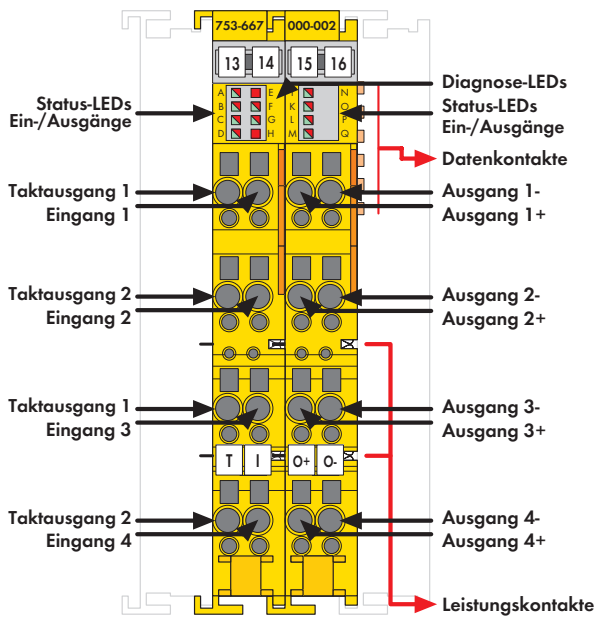 753-667 000-002
13 14 15 16
A E N
B F K O
C G L P
D H M Q
Status-LEDs
Ein-/Ausgänge
Diagnose-LEDs
Status-LEDs
Ein-/Ausgänge
Datenkontakte
Taktausgang 1
Eingang 1
Ausgang 1-
Ausgang 1+
Taktausgang 2
Eingang 2
Ausgang 2-
Ausgang 2+
Taktausgang 1
Eingang 3
Ausgang 3-
Ausgang 3+
T I O+ O-
Taktausgang 2
Eingang 4
Ausgang 4-
Ausgang 4+
Leistungskontakte